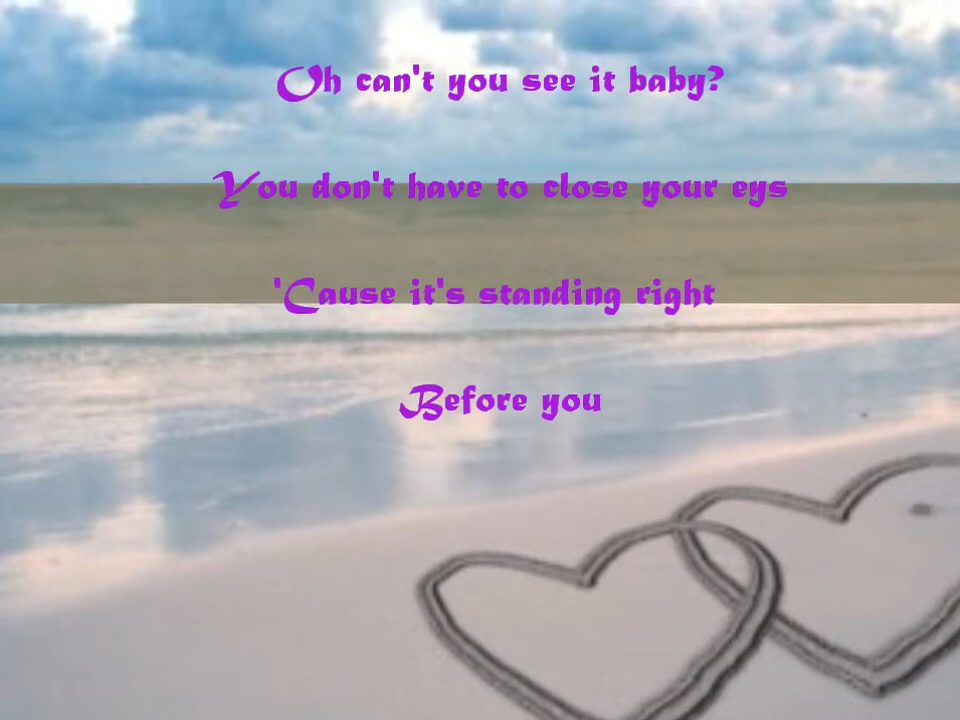 Oh can't you see it baby?
You don't have to close your eys
'Cause it's standing right
Before you